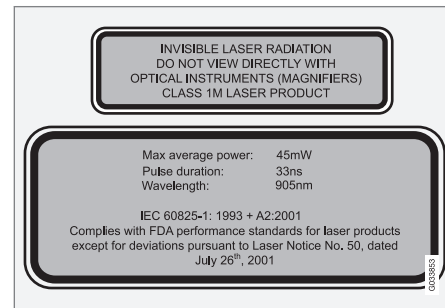 INVISIBLE LASER RADIATION
DO NOT VIEW DIRECTLY WITH
OPTICAL INSTRUMENTS (MAGNIFIERS)
CLASS 1M LASER PRODUCT
Max average power: 45mW
Pulse duration: 33ns
Wavelength: 905nm
IEC 60825-1: 1993 + A2:2001
Complies with FDA performance standards for laser products
except for deviations pursuant to Laser Notice No. 50, dated
July 26th, 2001
G033853